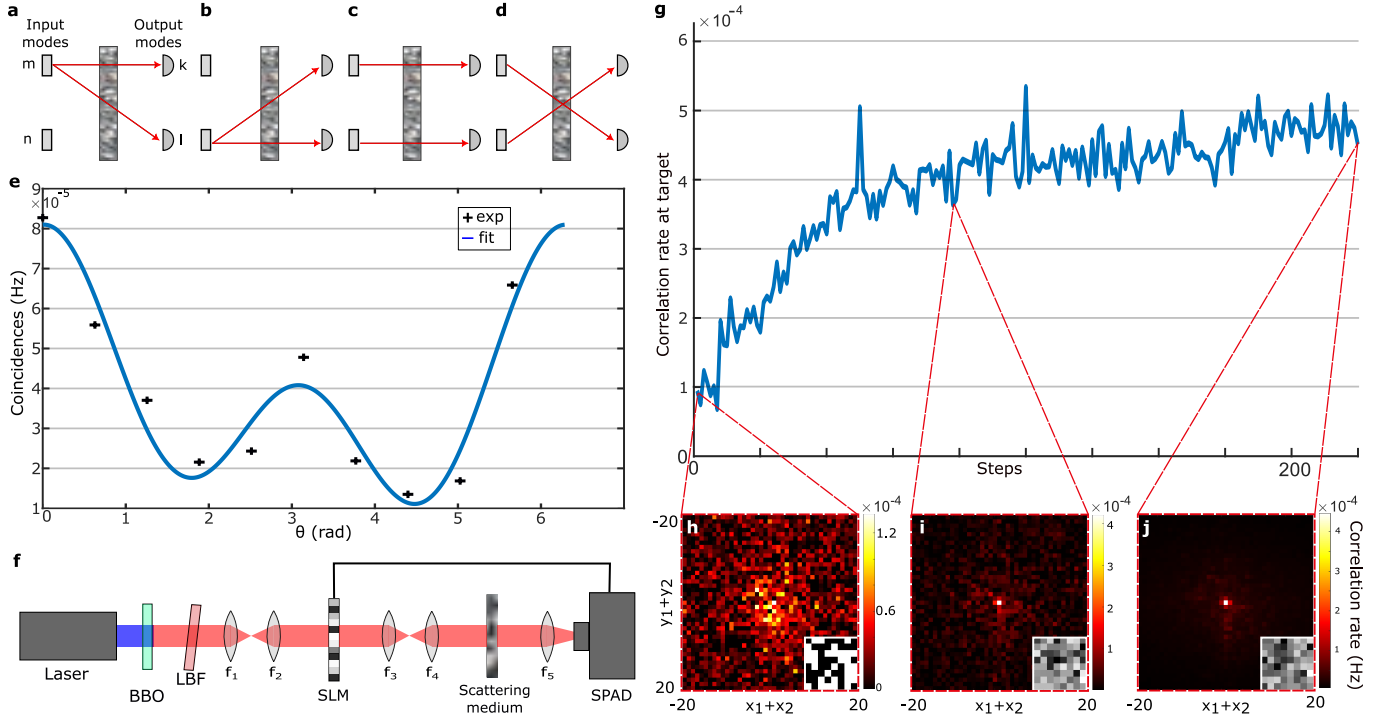 a
b
c
d
Input modes
Output modes
m
k
n
l
e
×10⁻⁵
9
8
7
6
5
4
3
2
1
Coincidences (Hz)
exp
fit
0
1
2
3
4
5
6
θ (rad)
f
Laser
BBO
LBF
f₁
f₂
SLM
f₃
f₄
Scattering medium
f₅
SPAD
g
×10⁻⁴
6
5
4
3
2
1
0
Correlation rate at target
0
Steps
200
h
-20
y₁+y₂
20
-20
x₁+x₂
20
×10⁻⁴
1.2
0.6
0
i
-20
x₁+x₂
20
×10⁻⁴
4
3
2
1
j
-20
x₁+x₂
20
×10⁻⁴
4
3
2
1
Correlation rate (Hz)